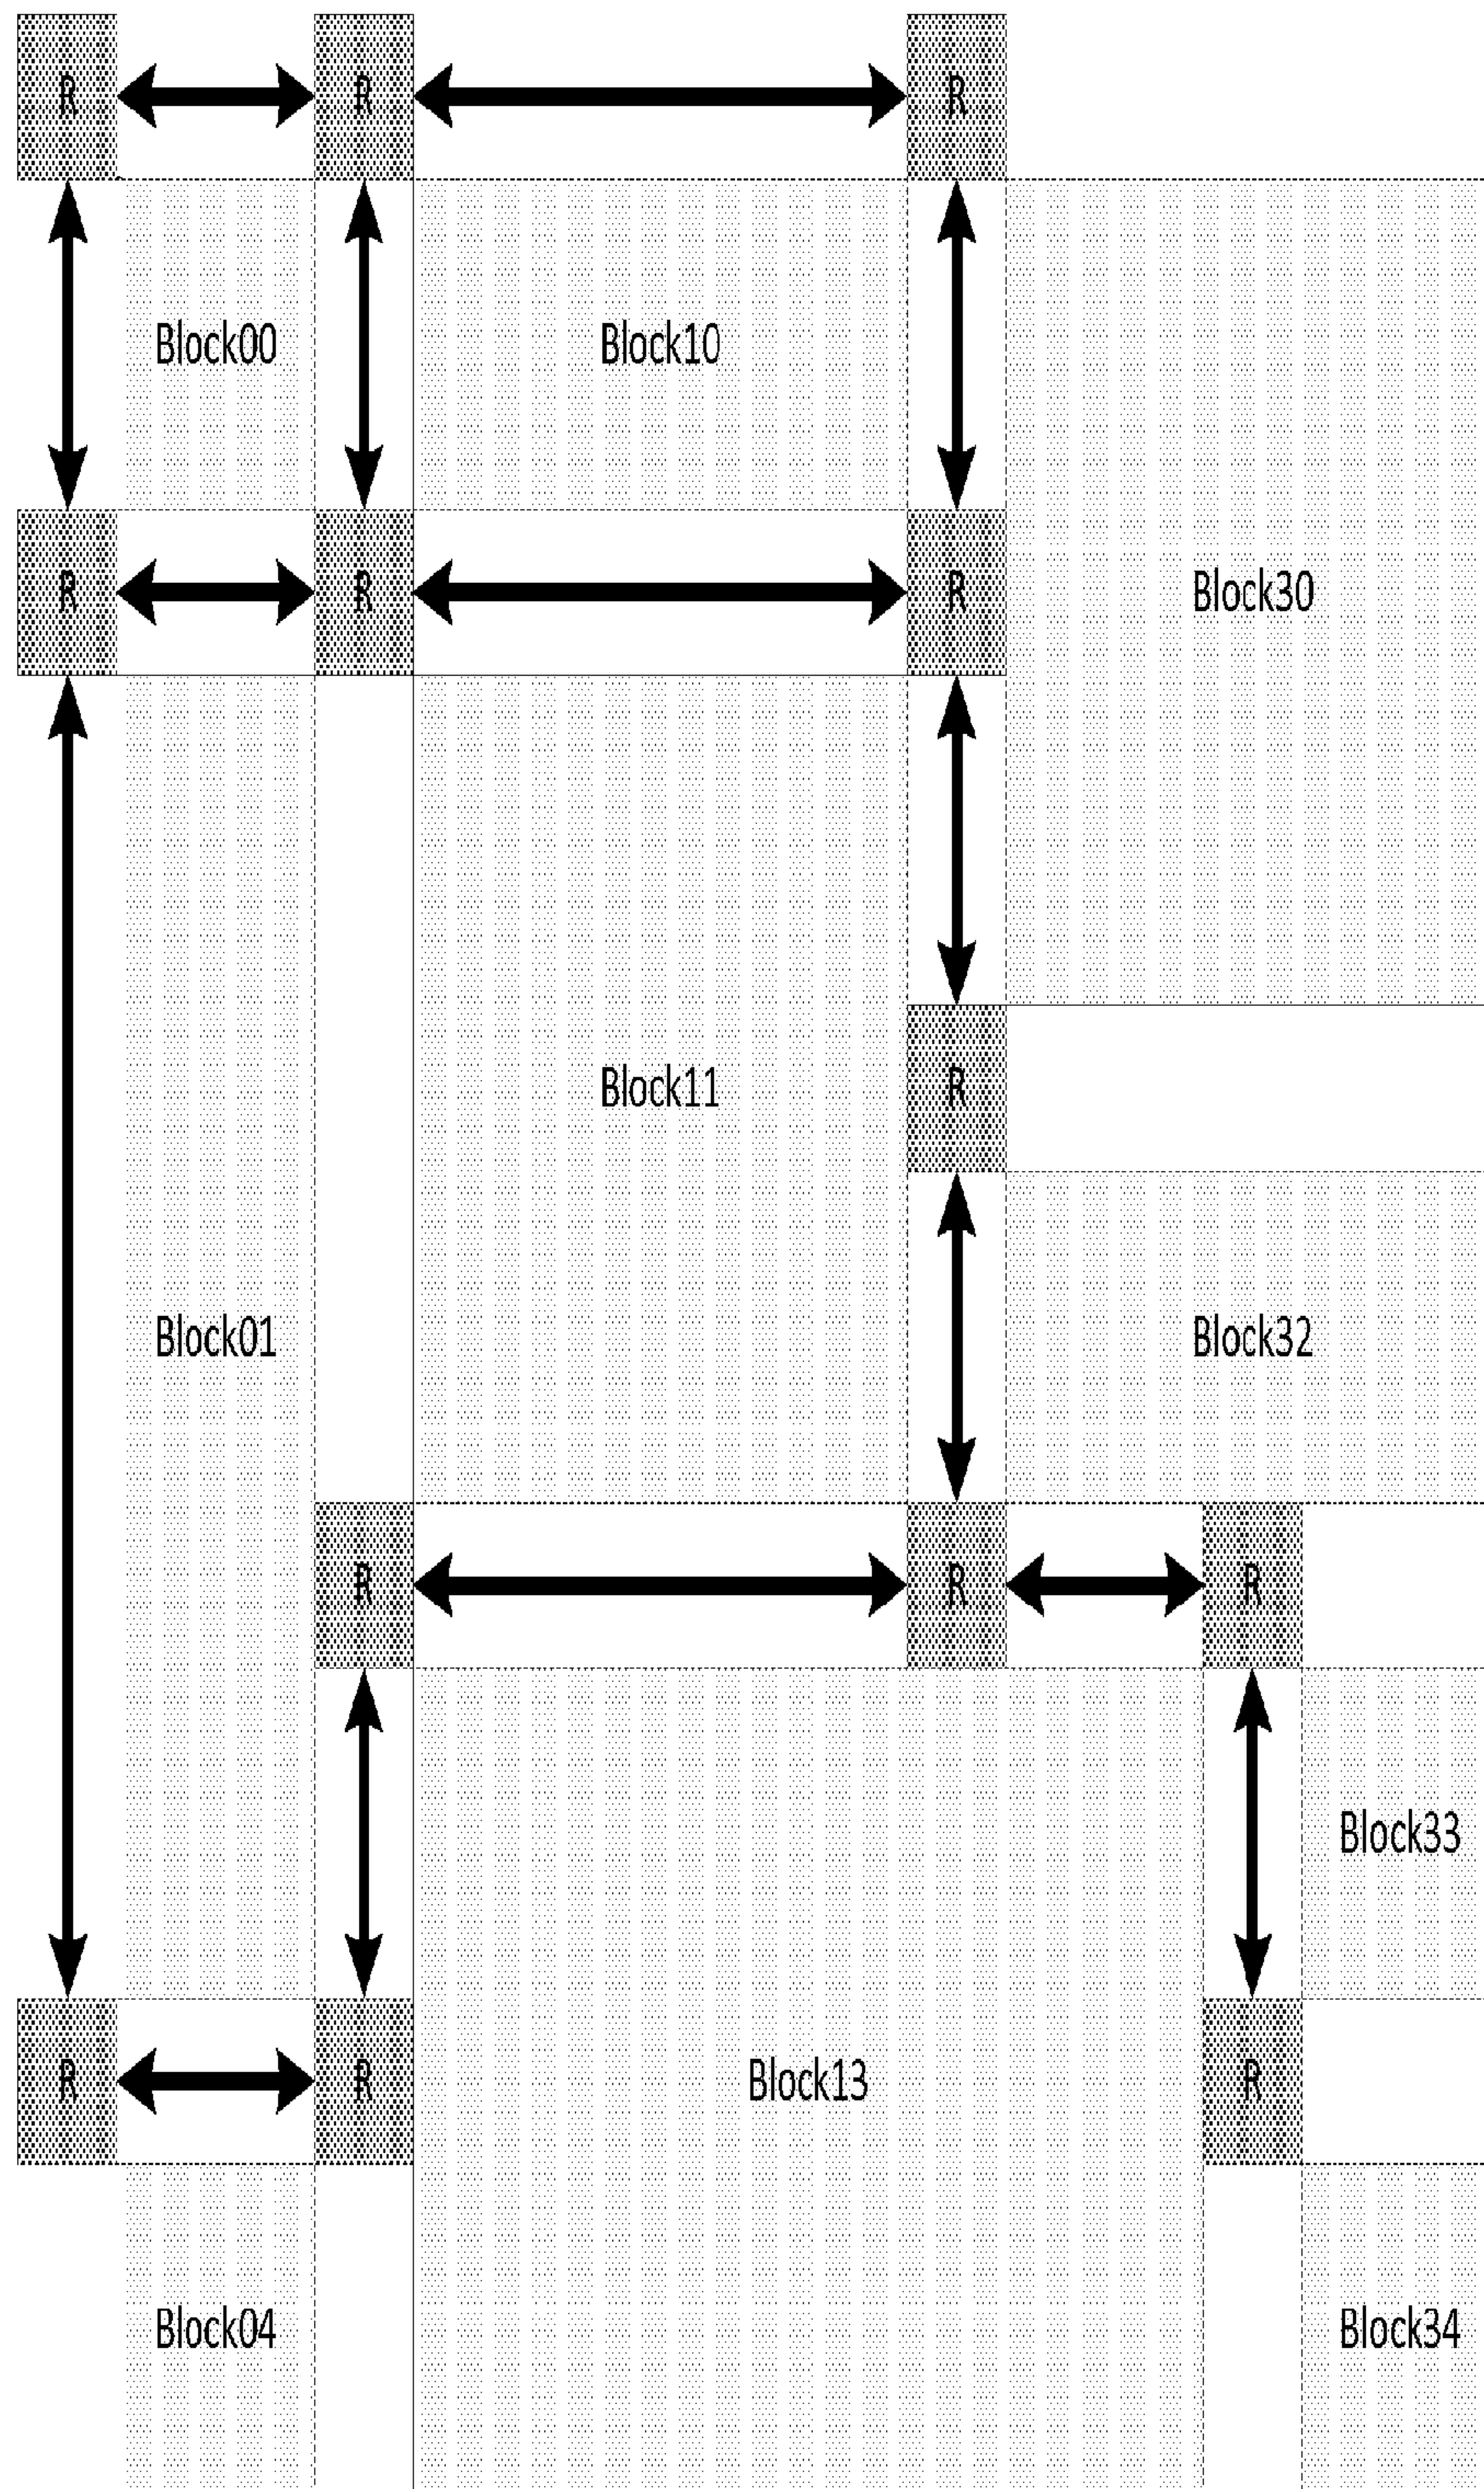 R R R
Block00 Block10
R R R Block30
Block11 R
Block01 Block32
R R R
Block33
R R Block13 R
Block04 Block34